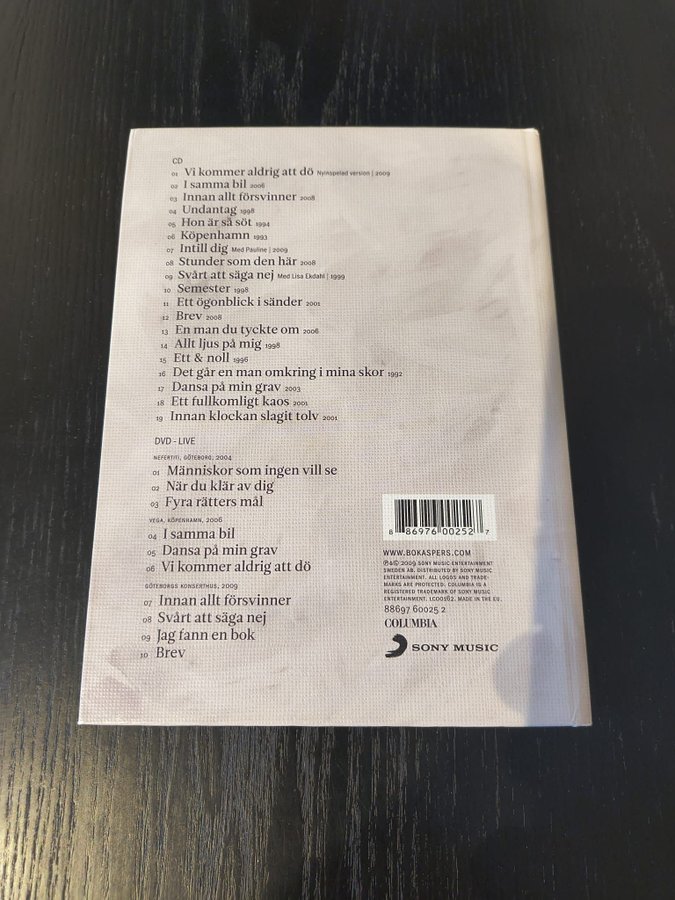 CD
01 Vi kommer aldrig att dö Nyinspelad version | 2009
02 I samma bil 2006
03 Innan allt försvinner 2008
04 Undantag 1998
05 Hon är så söt 1994
06 Köpenhamn 1993
07 Intill dig Med Pauline | 2009
08 Stunder som den här 2008
09 Svårt att säga nej Med Lisa Ekdahl | 1999
10 Semester 1998
11 Ett ögonblick i sänder 2001
12 Brev 2008
13 En man du tyckte om 2006
14 Allt ljus på mig 1998
15 Ett & noll 1996
16 Det går en man omkring i mina skor 1992
17 Dansa på min grav 2003
18 Ett fullkomligt kaos 2001
19 Innan klockan slagit tolv 2001
DVD - LIVE
NEFERTITI, GÖTEBORG, 2004
01 Människor som ingen vill se
02 När du klär av dig
03 Fyra rätters mål
VEGA, KÖPENHAMN, 2006
04 I samma bil
05 Dansa på min grav
06 Vi kommer aldrig att dö
GÖTEBORGS KONSERTHUS, 2009
07 Innan allt försvinner
08 Svårt att säga nej
09 Jag fann en bok
10 Brev
8 86976 00252 7
WWW.BOKASPERS.COM
℗&© 2009 SONY MUSIC ENTERTAINMENT
SWEDEN AB. DISTRIBUTED BY SONY MUSIC
ENTERTAINMENT. ALL LOGOS AND TRADE-
MARKS ARE PROTECTED. COLUMBIA IS A
REGISTERED TRADEMARK OF SONY MUSIC
ENTERTAINMENT. LC00162. MADE IN THE EU.
88697 60025 2
COLUMBIA
SONY MUSIC